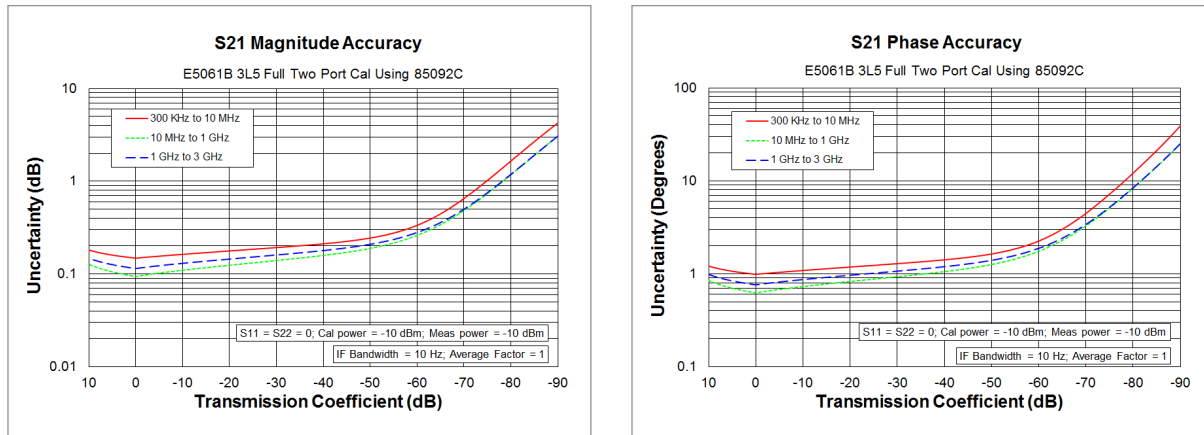 S21 Magnitude Accuracy
E5061B 3L5 Full Two Port Cal Using 85092C
Uncertainty (dB)
10
1
0.1
0.01
300 KHz to 10 MHz
10 MHz to 1 GHz
1 GHz to 3 GHz
S11 = S22 = 0; Cal power = -10 dBm; Meas power = -10 dBm
IF Bandwidth = 10 Hz; Average Factor = 1
10 0 -10 -20 -30 -40 -50 -60 -70 -80 -90
Transmission Coefficient (dB)
S21 Phase Accuracy
E5061B 3L5 Full Two Port Cal Using 85092C
Uncertainty (Degrees)
100
10
1
0.1
300 KHz to 10 MHz
10 MHz to 1 GHz
1 GHz to 3 GHz
S11 = S22 = 0; Cal power = -10 dBm; Meas power = -10 dBm
IF Bandwidth = 10 Hz; Average Factor = 1
10 0 -10 -20 -30 -40 -50 -60 -70 -80 -90
Transmission Coefficient (dB)